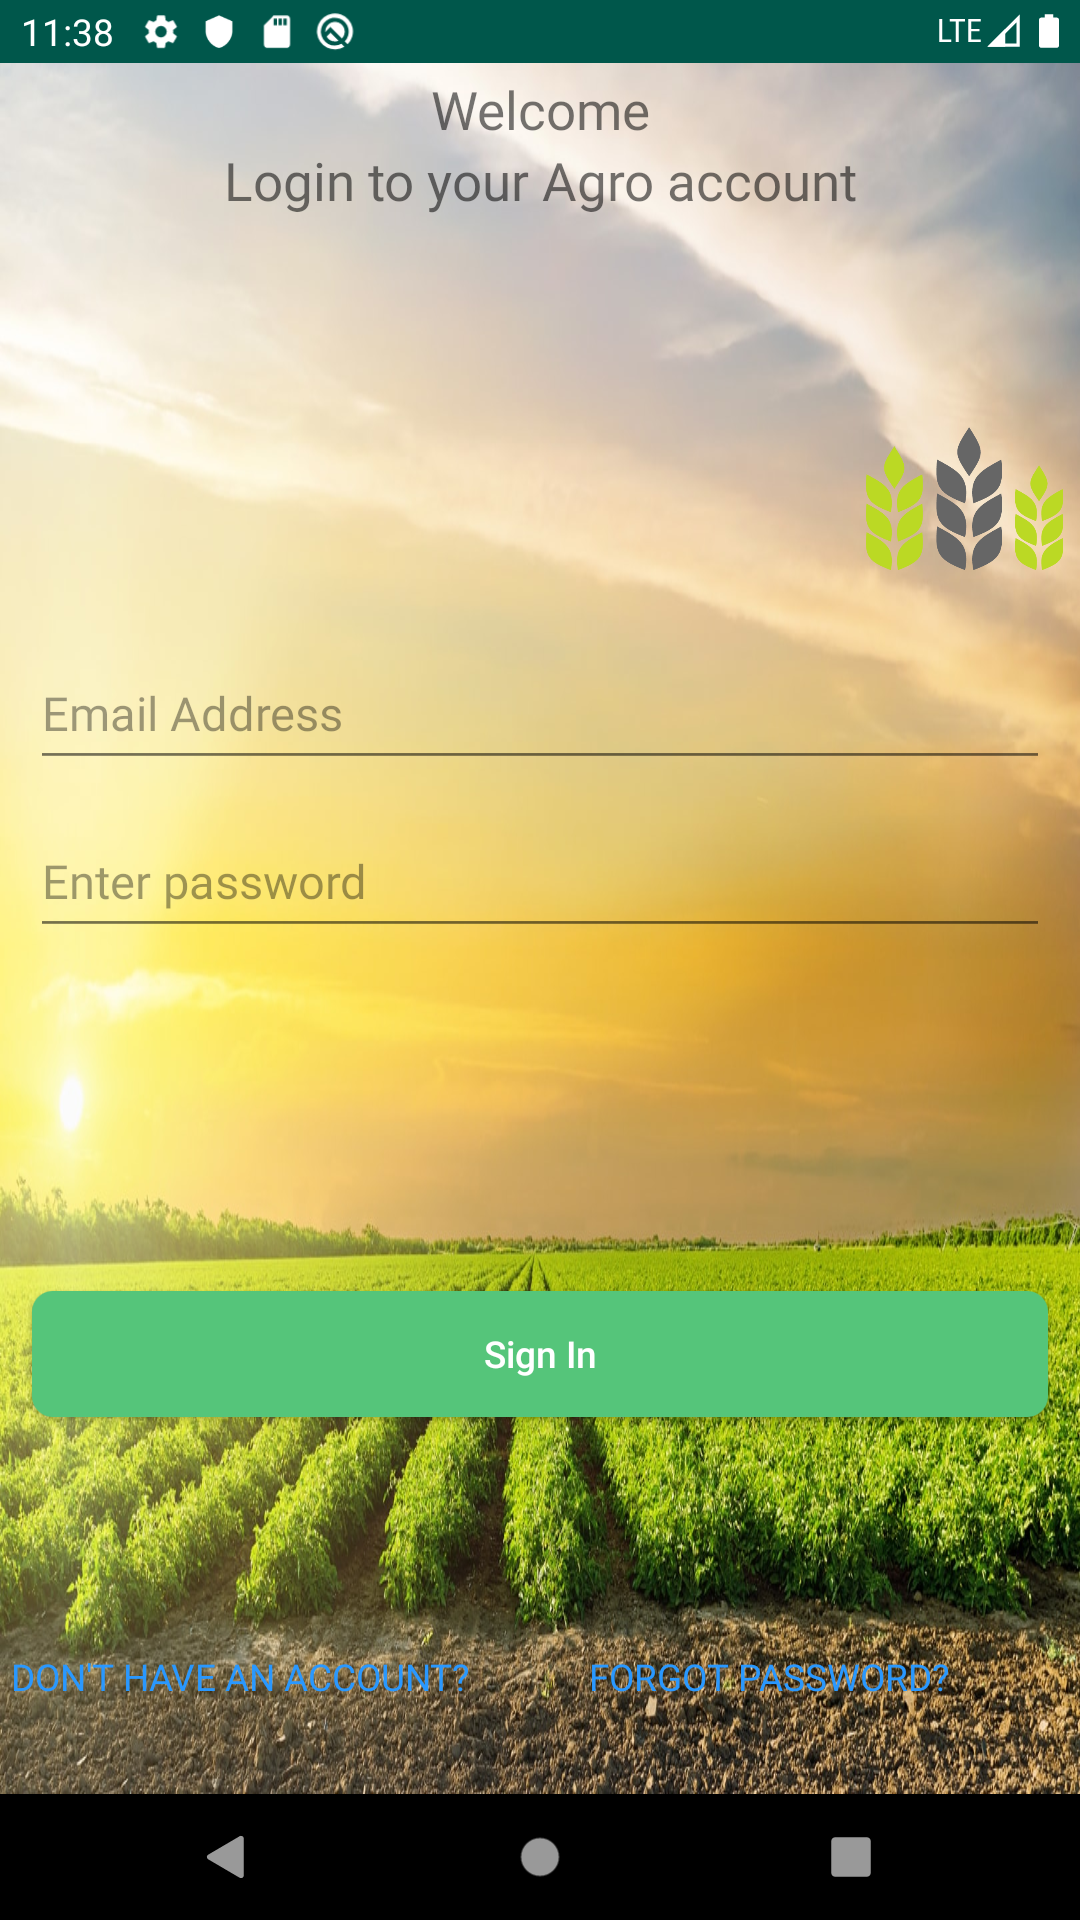 11:38 LTE
Welcome
Login to your Agro account
Email Address
Enter password
Sign In
DON'T HAVE AN ACCOUNT? FORGOT PASSWORD?